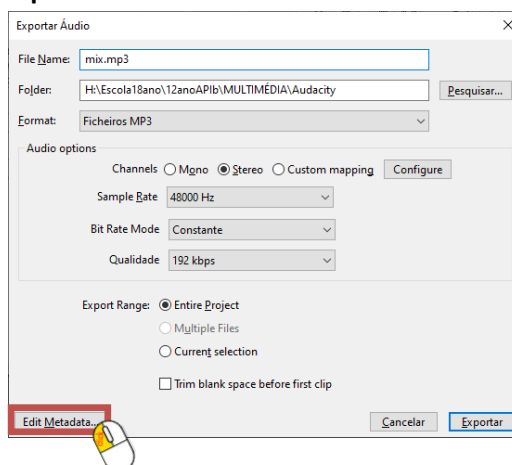 Exportar Áudio
File Name: mix.mp3
Folder: H:\Escola18ano\12anoAPIb\MULTIMÉDIA\Audacity Pesquisar...
Format: Ficheiros MP3
Audio options
Channels Mono Stereo Custom mapping Configure
Sample Rate 48000 Hz
Bit Rate Mode Constante
Qualidade 192 kbps
Export Range: Entire Project
Multiple Files
Current selection
Trim blank space before first clip
Edit Metadata... Cancelar Exportar